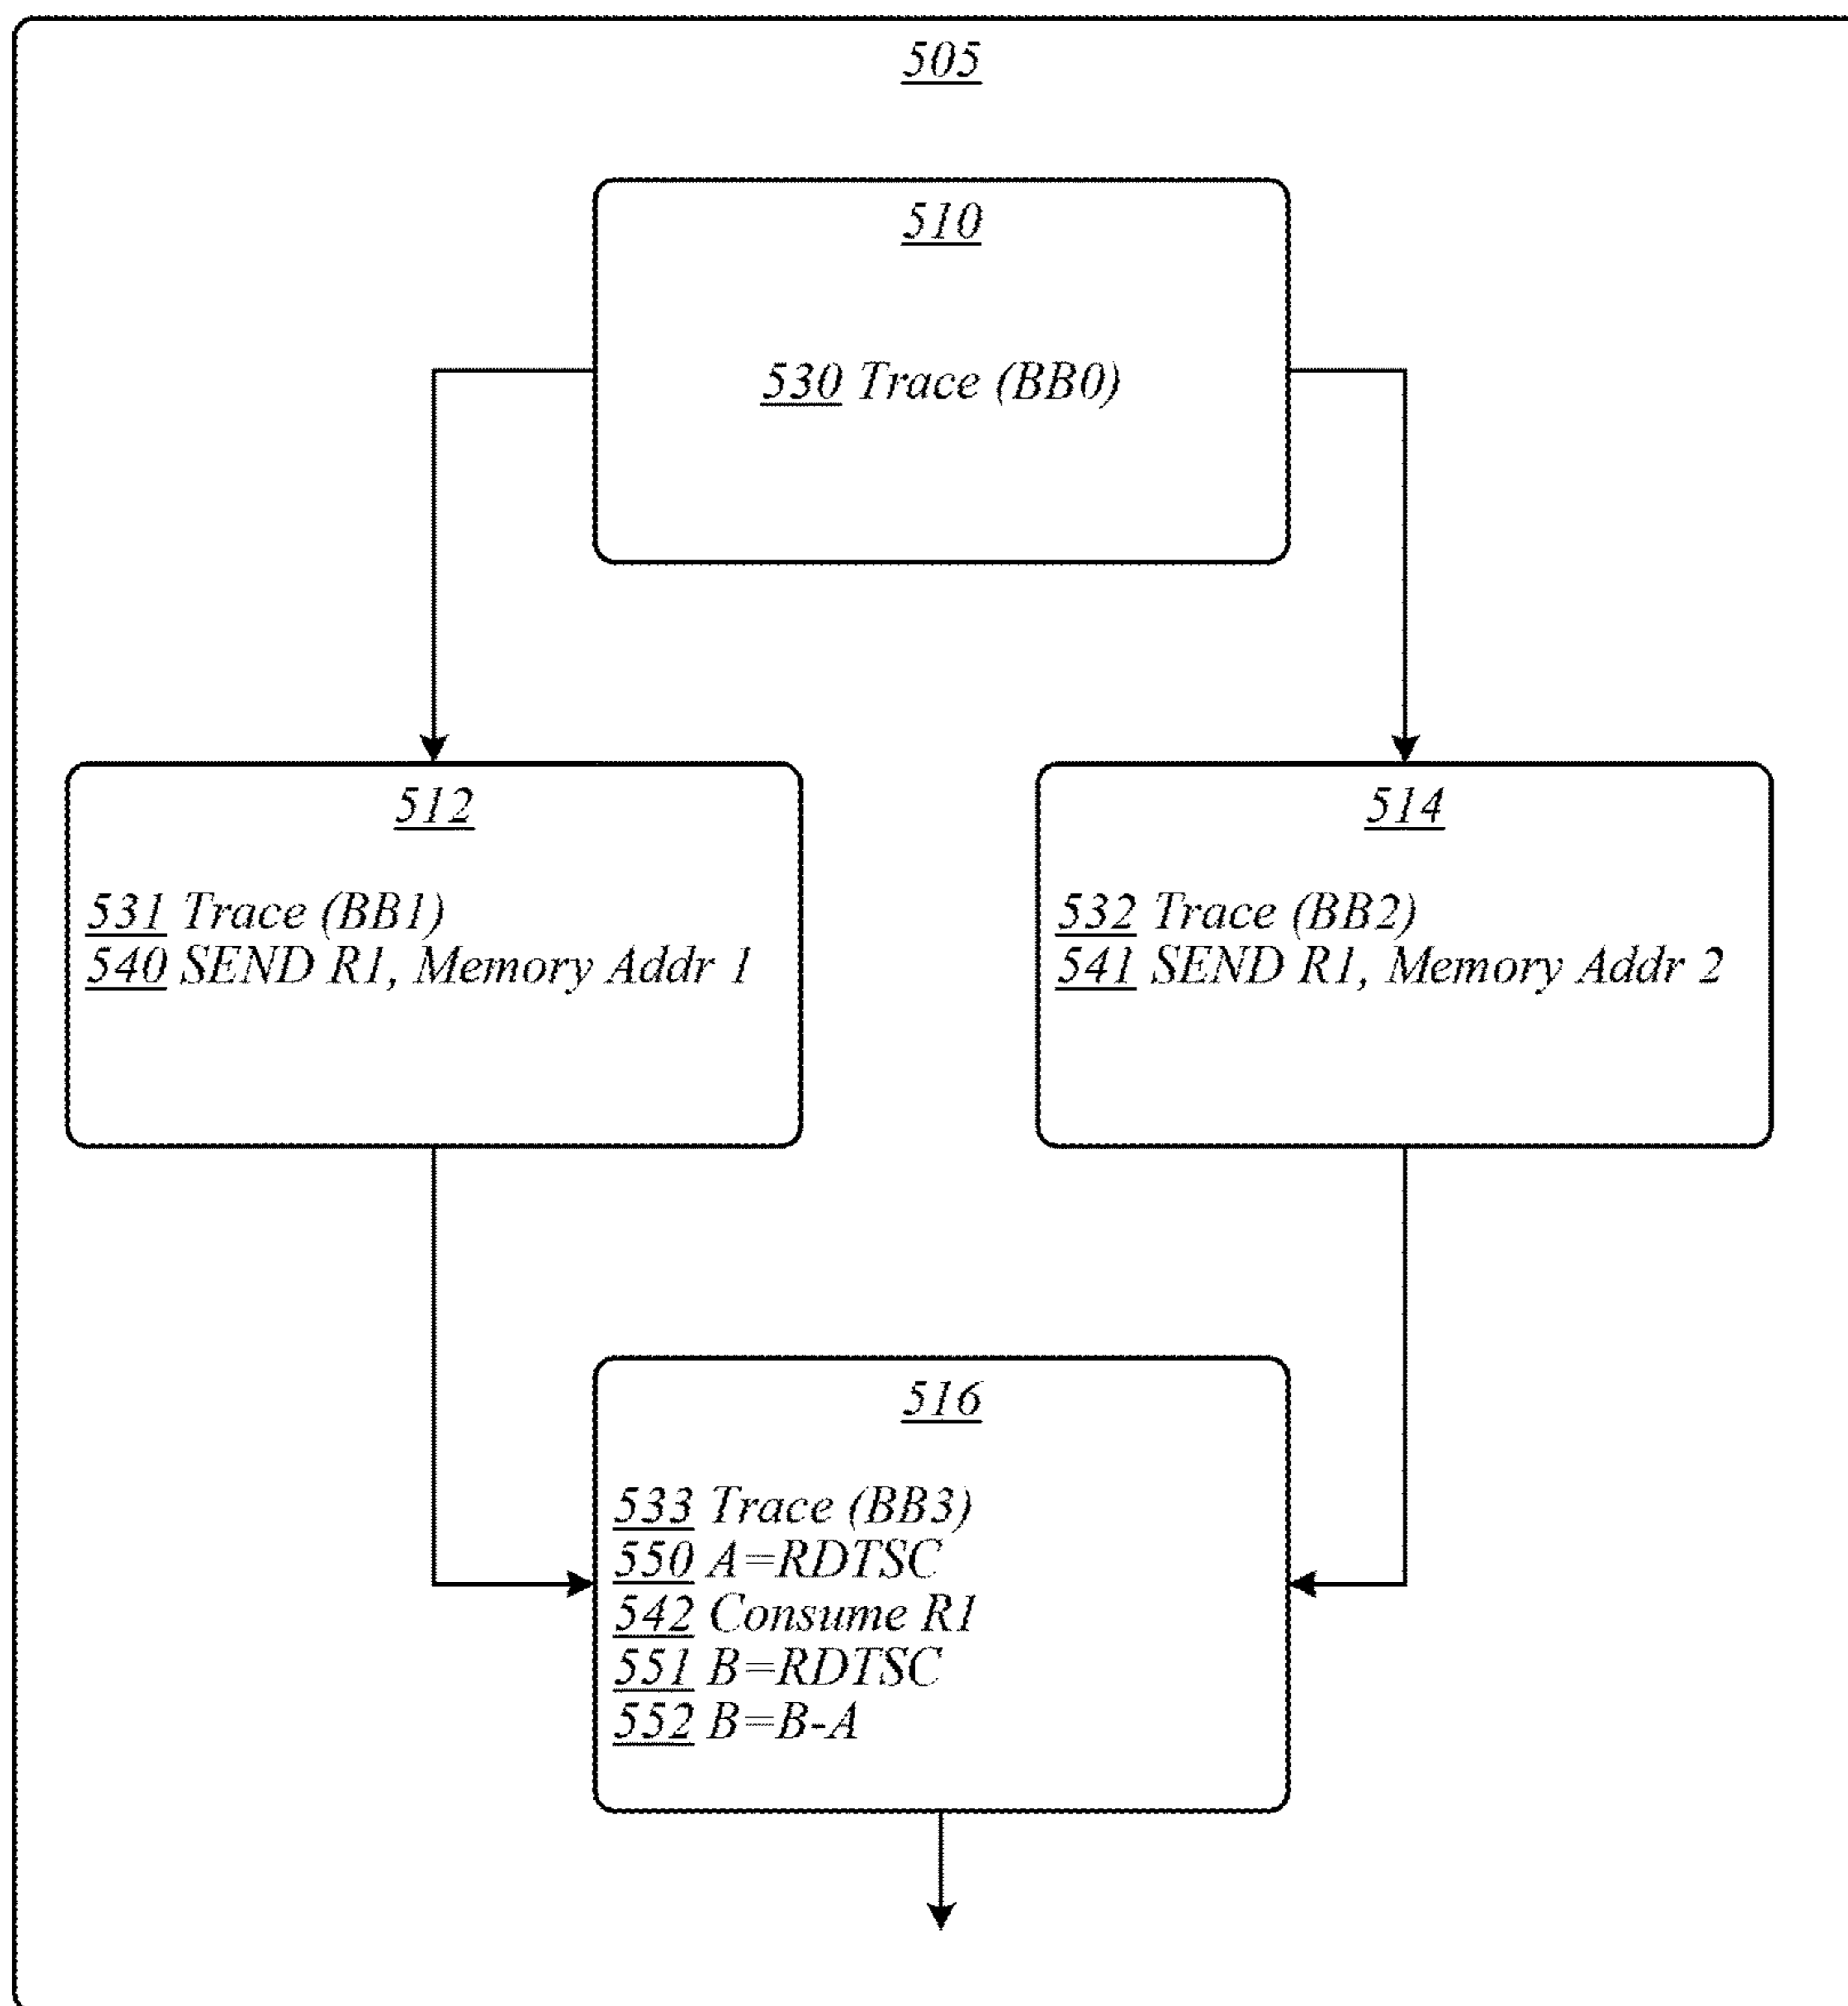 505
510
530 Trace (BB0)
512
531 Trace (BB1)
540 SEND R1, Memory Addr 1
514
532 Trace (BB2)
541 SEND R1, Memory Addr 2
516
533 Trace (BB3)
550 A=RDTSC
542 Consume R1
551 B=RDTSC
552 B=B-A